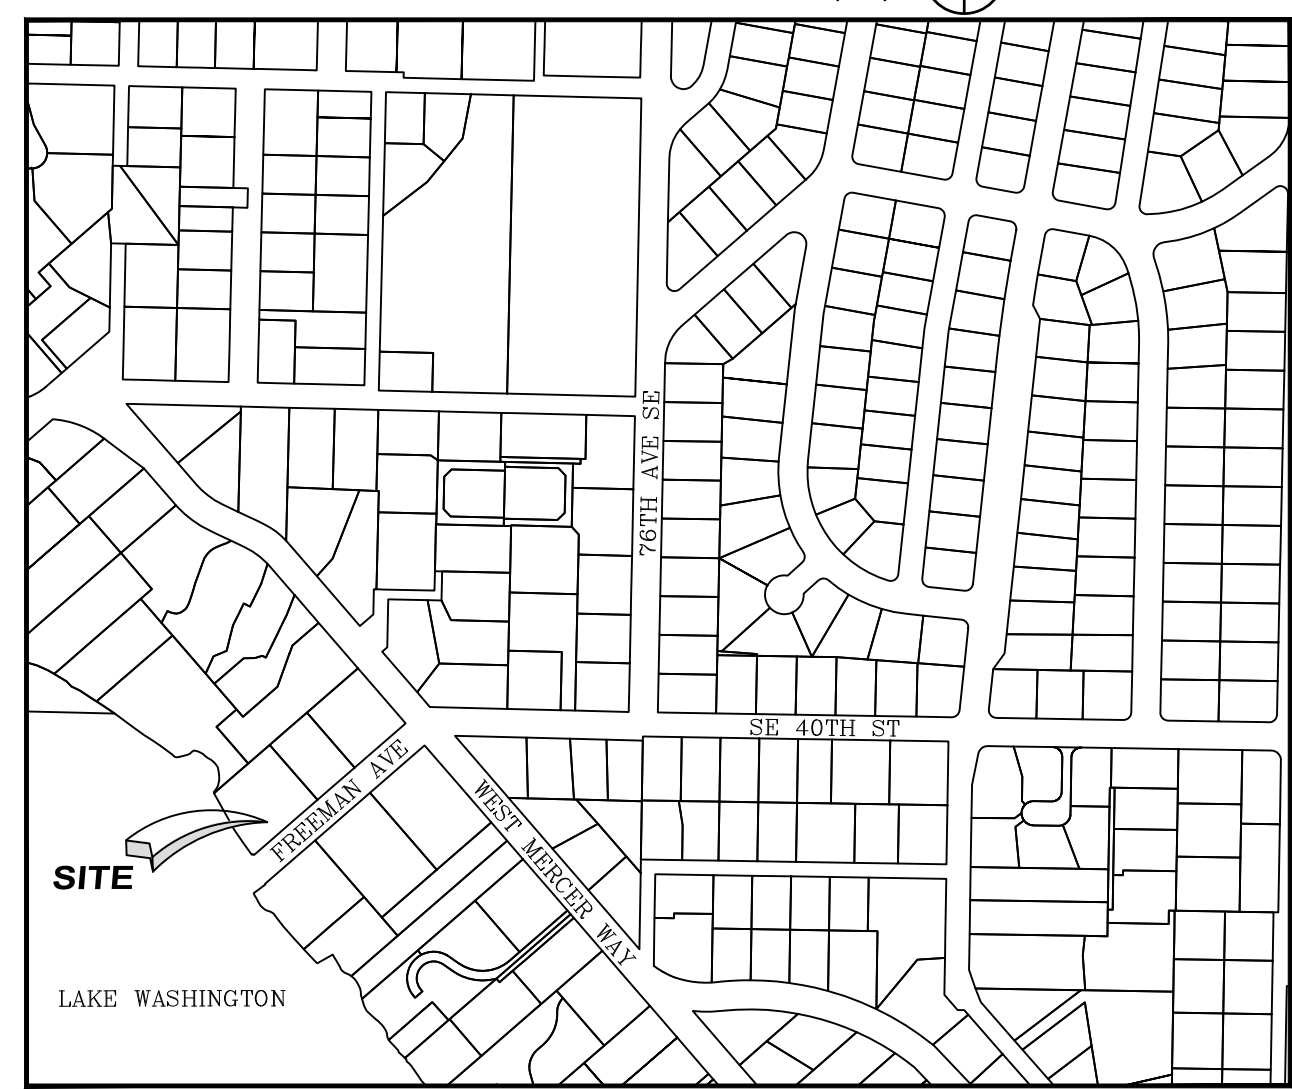 76TH AVE SE
SE 40TH ST
FREEMAN AVE
WEST MERCER WAY
SITE
LAKE WASHINGTON